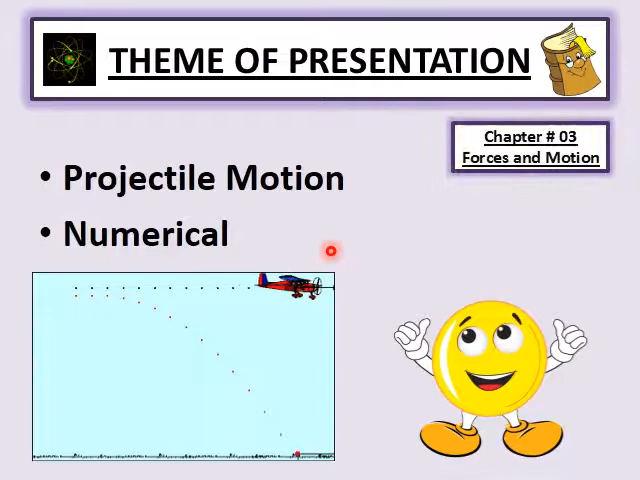 THEME OF PRESENTATION
Chapter # 03
Forces and Motion
• Projectile Motion
• Numerical